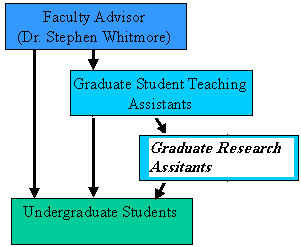 Faculty Advisor
(Dr. Stephen Whitmore)
Graduate Student Teaching
Assistants
Graduate Research
Assitants
Undergraduate Students